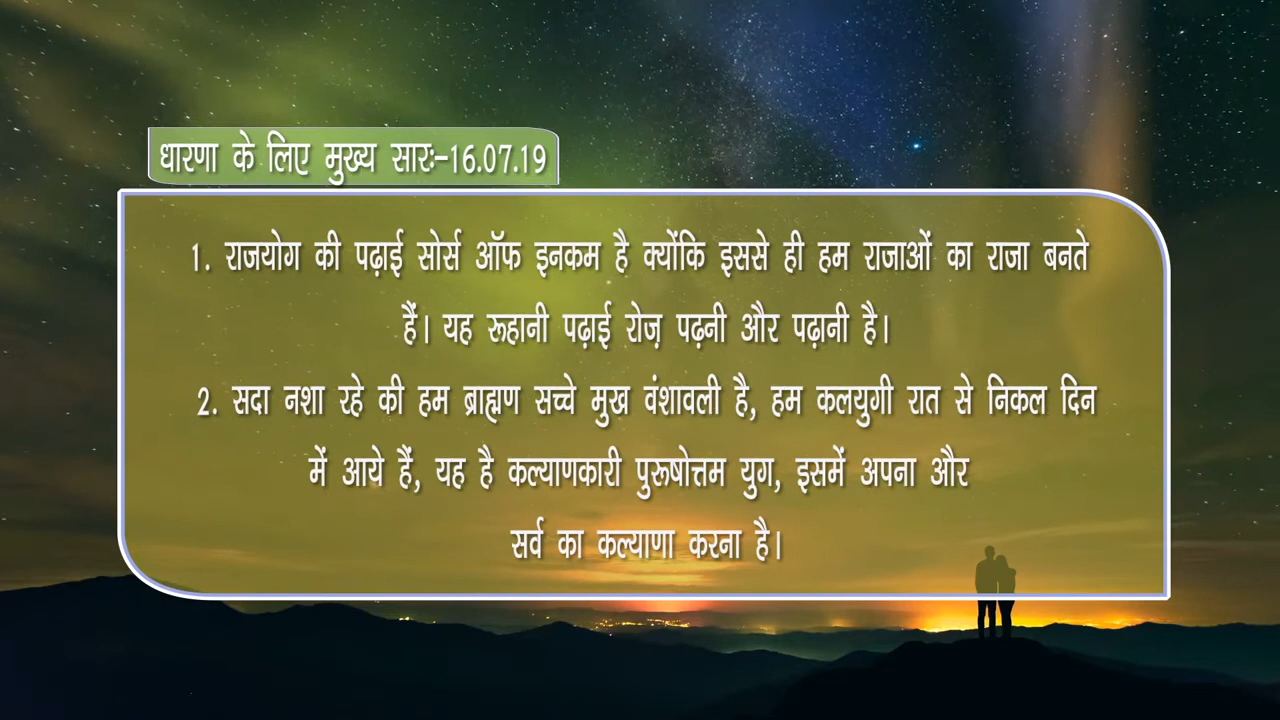 धारणा के लिए मुख्य सारः-16.07.19
1. राजयोग की पढ़ाई सोर्स ऑफ इनकम है क्योंकि इससे ही हम राजाओं का राजा बनते
हैं। यह रूहानी पढ़ाई रोज़ पढ़नी और पढ़ानी है।
2. सदा नशा रहे की हम ब्राह्मण सच्चे मुख वंशावली है, हम कलयुगी रात से निकल दिन
में आये हैं, यह है कल्याणकारी पुरूषोत्तम युग, इसमें अपना और
सर्व का कल्याणा करना है।